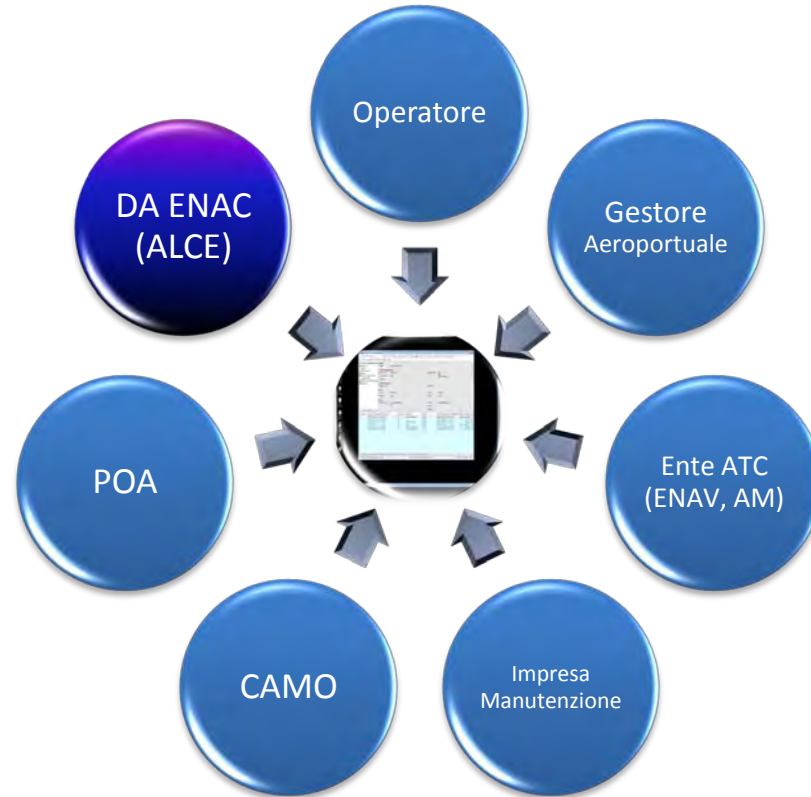 Operatore
DA ENAC
(ALCE)
Gestore
Aeroportuale
POA
Ente ATC
(ENAV, AM)
CAMO
Impresa
Manutenzione